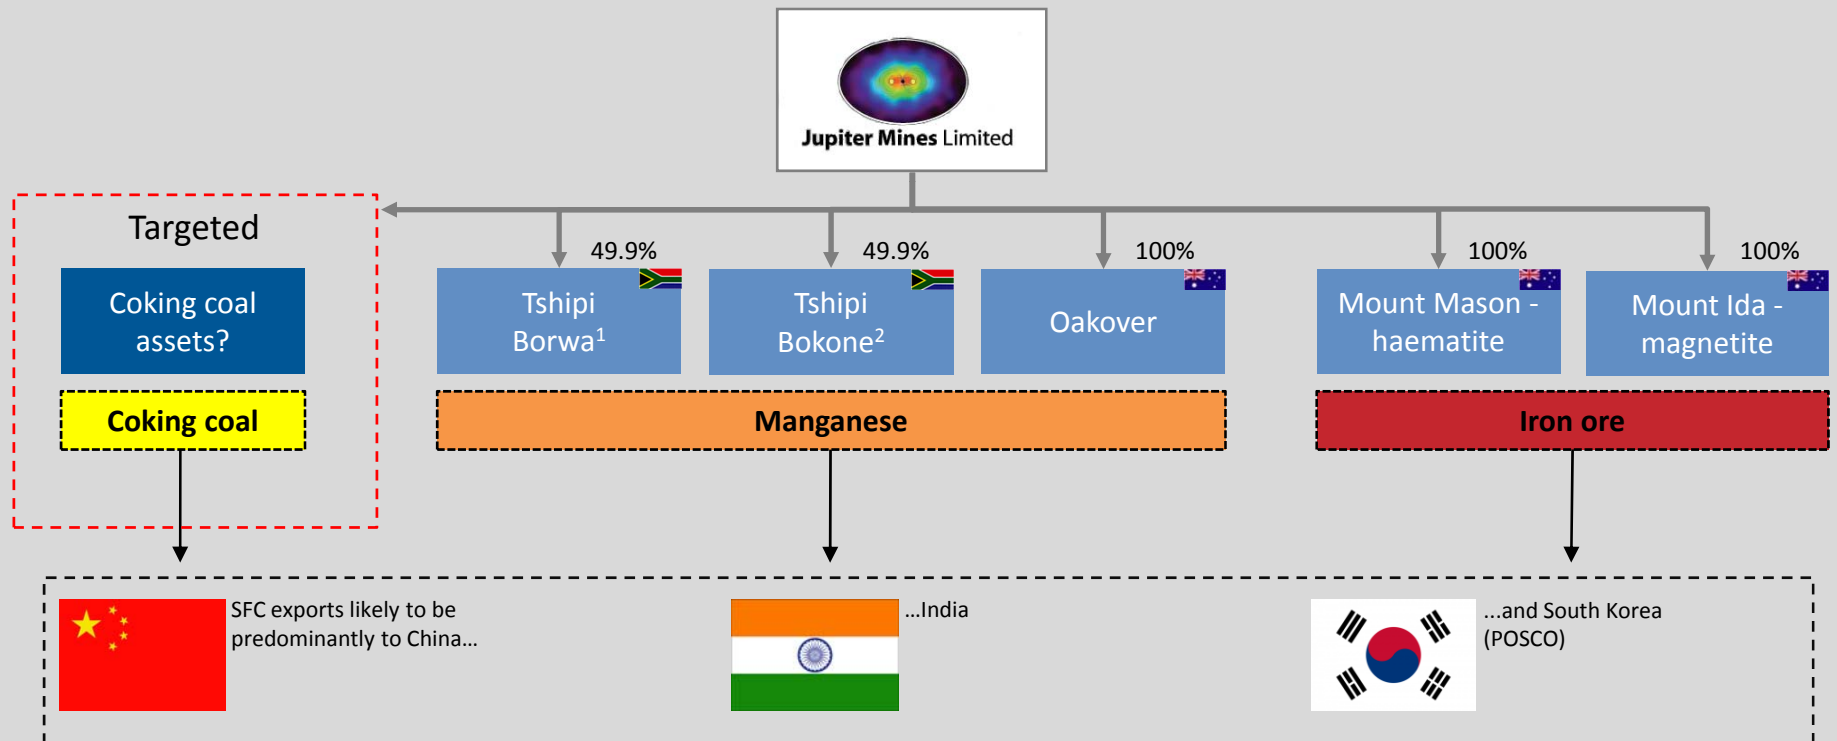 Jupiter Mines Limited
Targeted
49.9%
49.9%
100%
100%
100%
Coking coal
assets?
Tshipi
Borwa¹
Tshipi
Bokone²
Oakover
Mount Mason -
haematite
Mount Ida -
magnetite
Coking coal
Manganese
Iron ore
SFC exports likely to be
predominantly to China…
…India
...and South Korea
(POSCO)